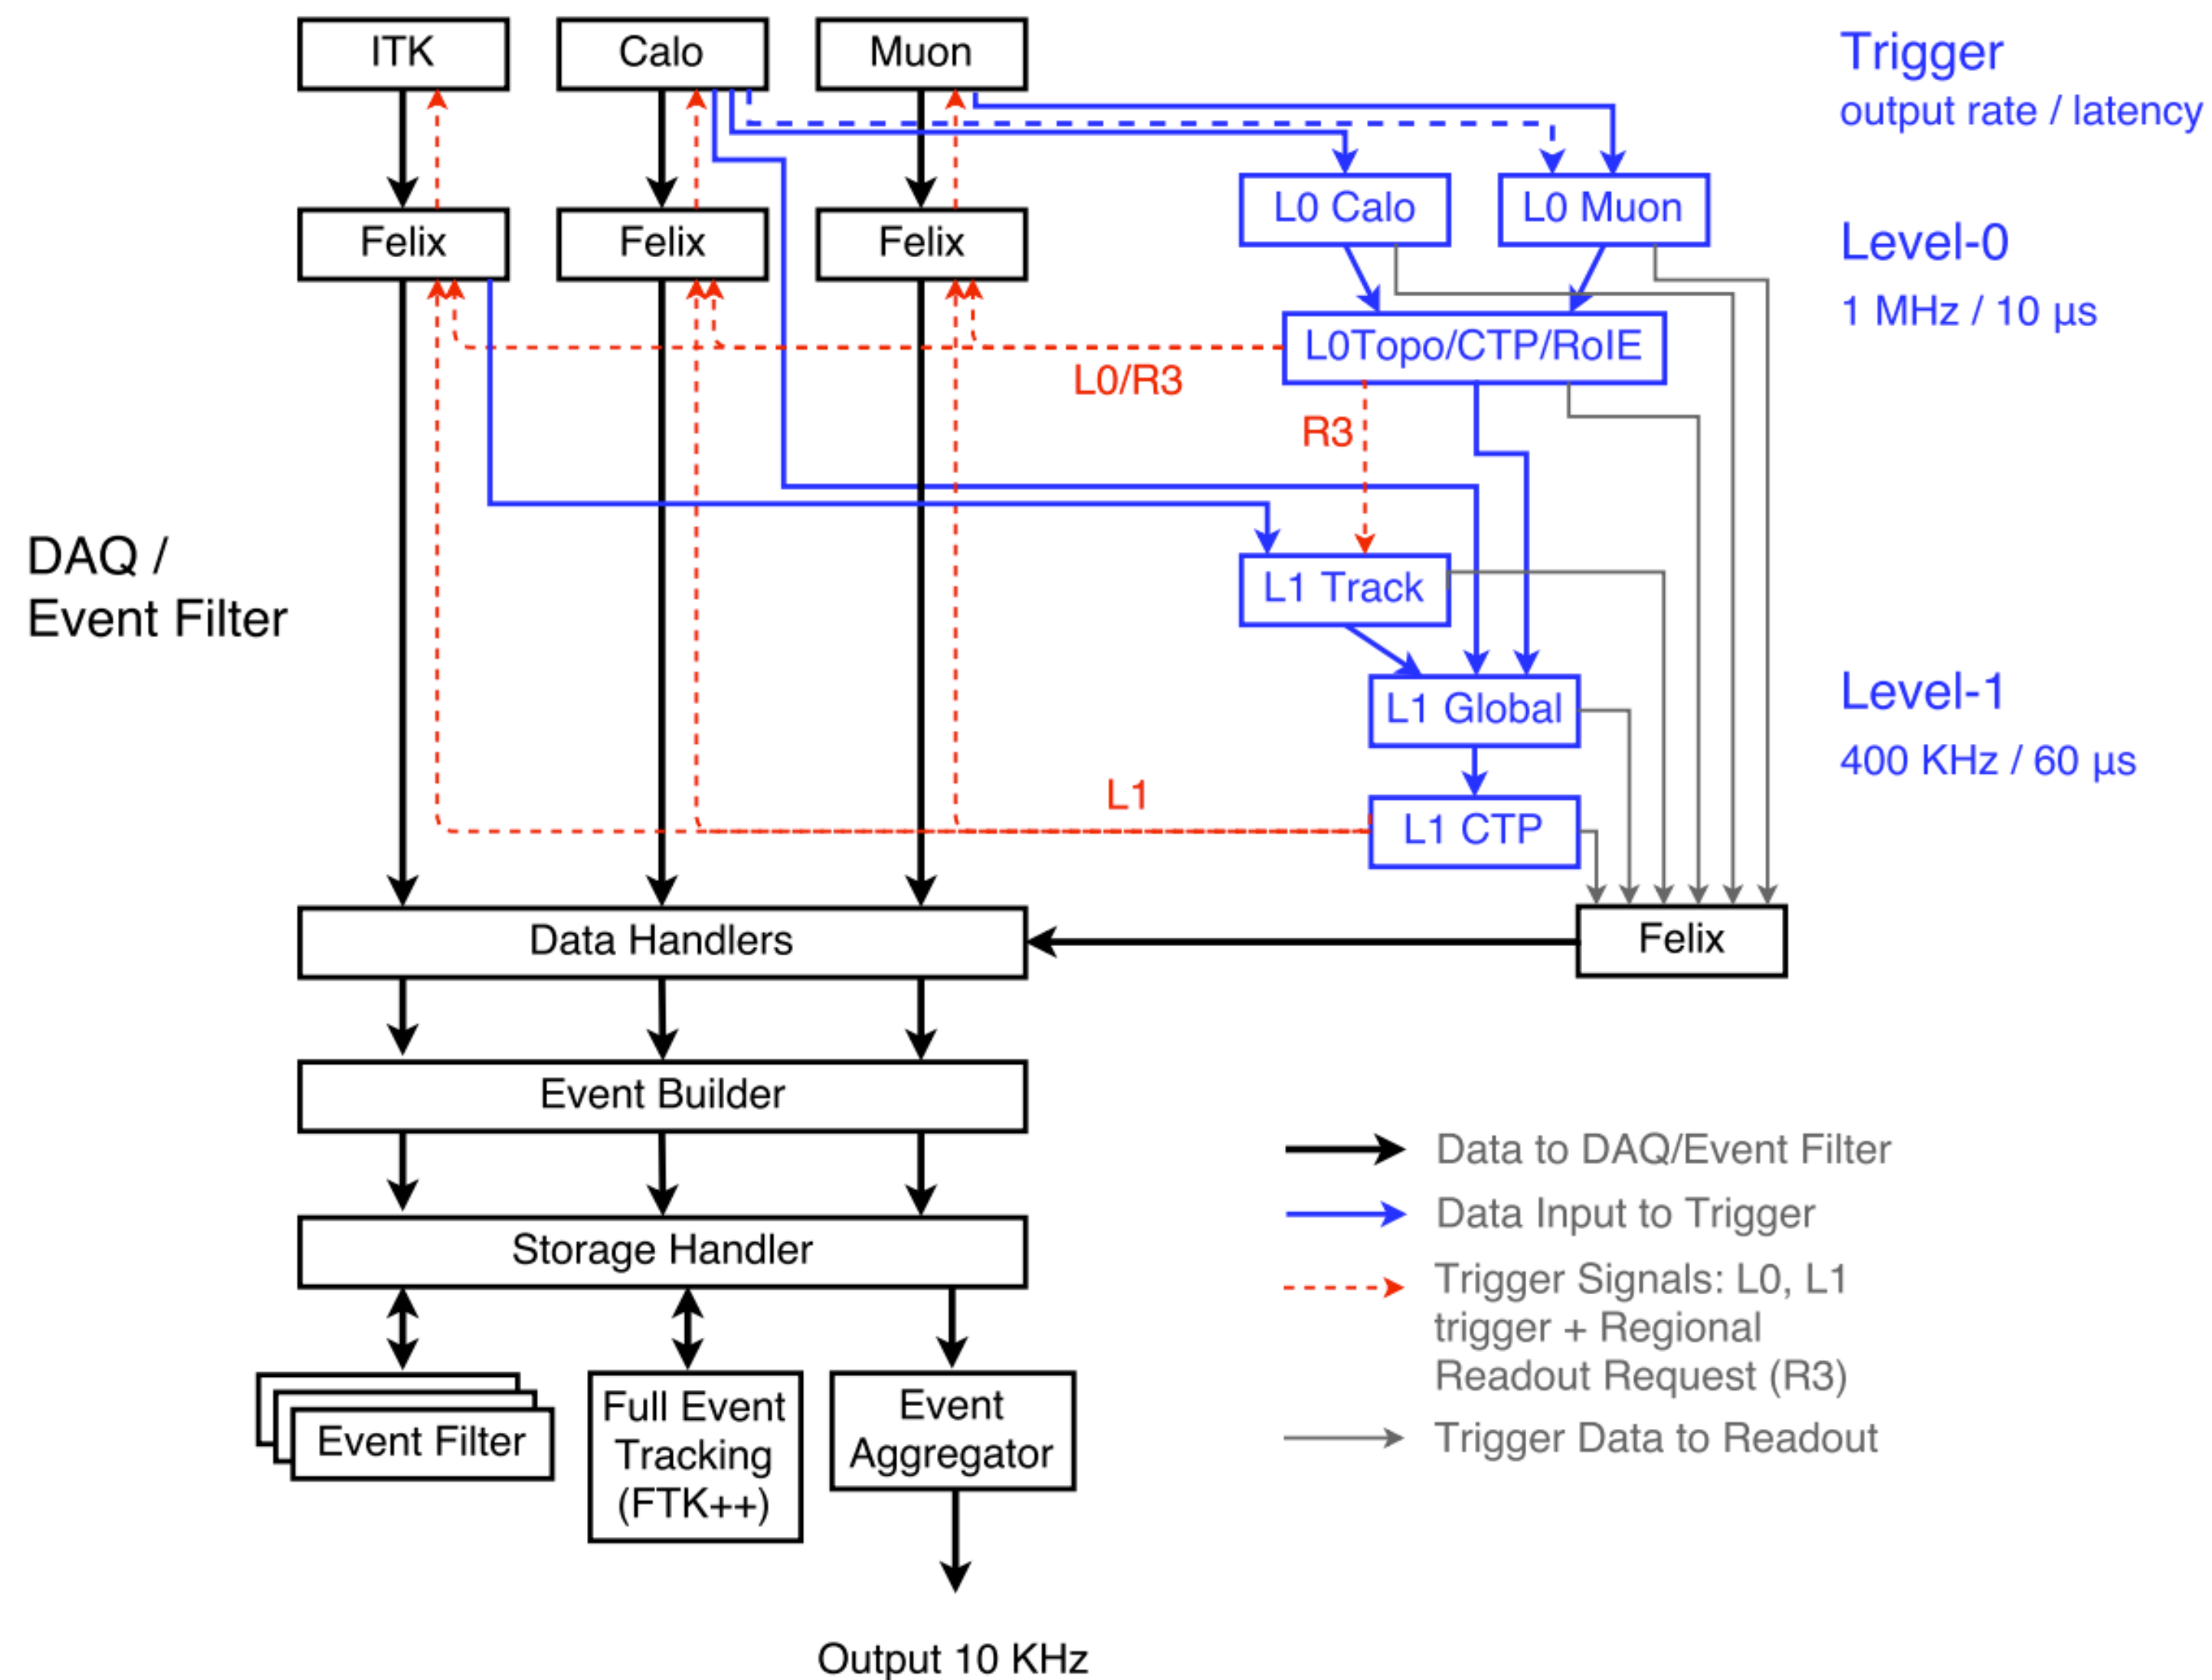 ITK
Calo
Muon
Trigger
output rate / latency
Felix
Felix
Felix
L0 Calo
L0 Muon
Level-0
1 MHz / 10 µs
L0Topo/CTP/RoIE
L0/R3
R3
DAQ /
Event Filter
L1 Track
Level-1
400 KHz / 60 µs
L1 Global
L1
L1 CTP
Data Handlers
Felix
Event Builder
Storage Handler
Event Filter
Full Event
Tracking
(FTK++)
Event
Aggregator
Output 10 KHz
Data to DAQ/Event Filter
Data Input to Trigger
Trigger Signals: L0, L1
trigger + Regional
Readout Request (R3)
Trigger Data to Readout